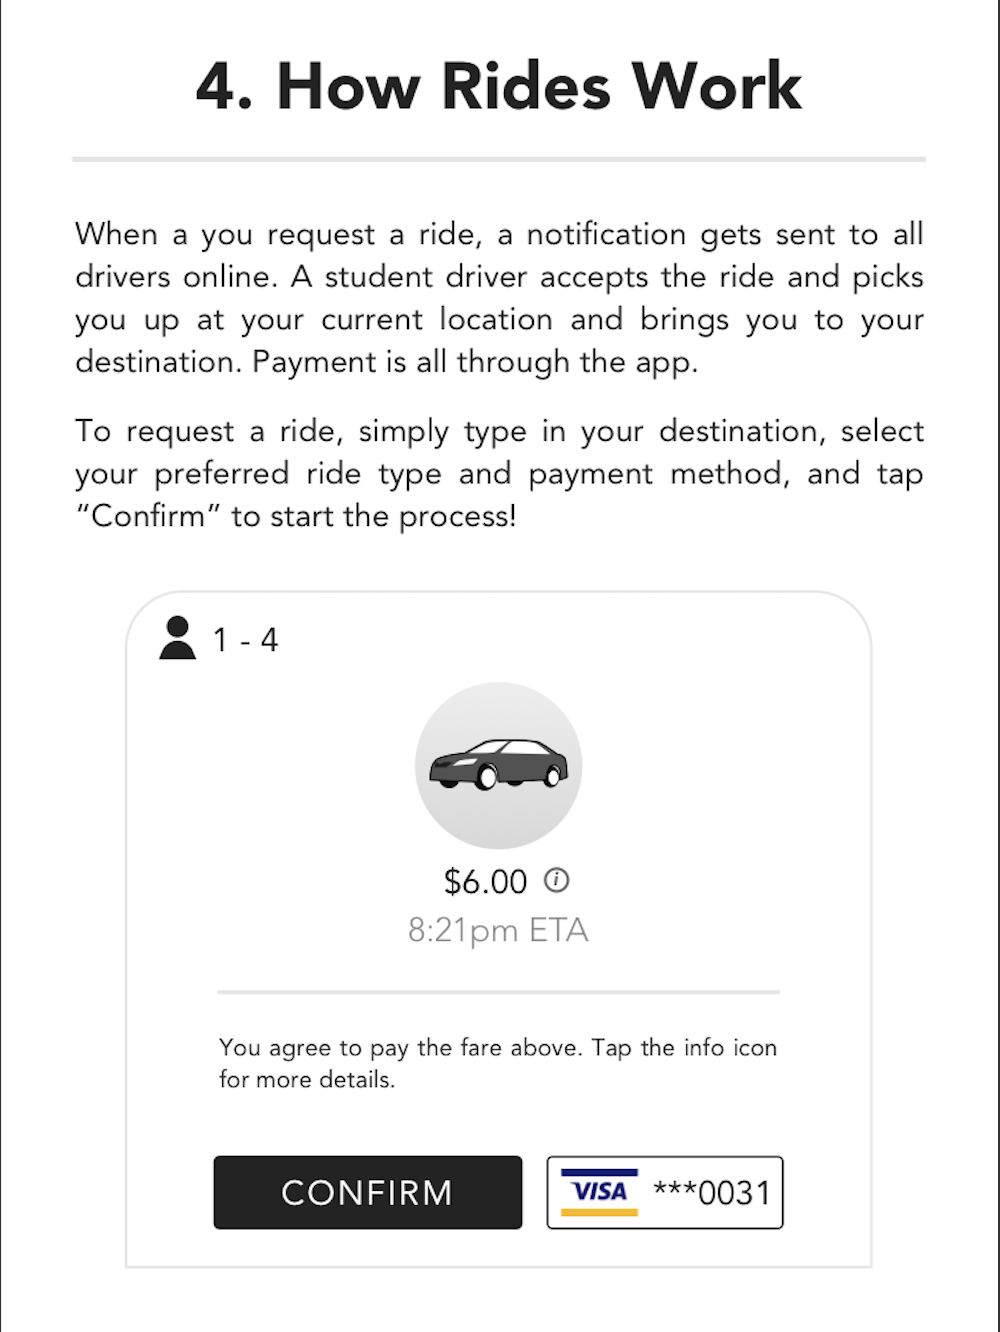 4. How Rides Work
When a you request a ride, a notification gets sent to all
drivers online. A student driver accepts the ride and picks
you up at your current location and brings you to your
destination. Payment is all through the app.
To request a ride, simply type in your destination, select
your preferred ride type and payment method, and tap
“Confirm” to start the process!
1 - 4
$6.00 i
8:21pm ETA
You agree to pay the fare above. Tap the info icon
for more details.
CONFIRM
VISA ***0031